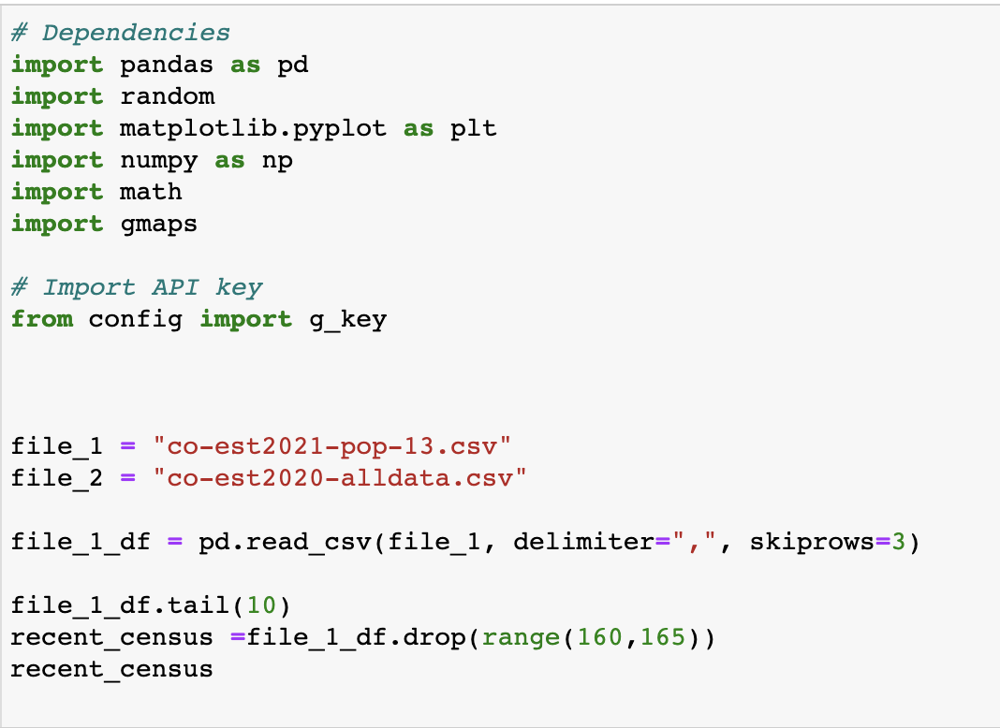 # Dependencies
import pandas as pd
import random
import matplotlib.pyplot as plt
import numpy as np
import math
import gmaps
# Import API key
from config import g_key
file_1 = "co-est2021-pop-13.csv"
file_2 = "co-est2020-alldata.csv"
file_1_df = pd.read_csv(file_1, delimiter=",", skiprows=3)
file_1_df.tail(10)
recent_census =file_1_df.drop(range(160,165))
recent_census